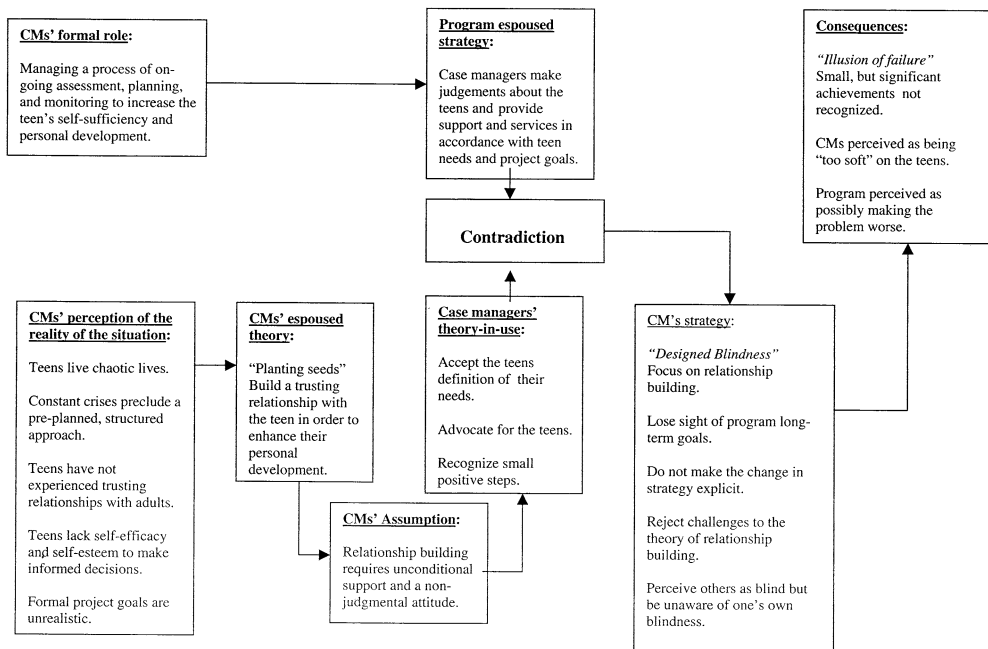 CMs' formal role:
Managing a process of on-
going assessment, planning,
and monitoring to increase the
teen's self-sufficiency and
personal development.
Program espoused
strategy:
Case managers make
judgements about the
teens and provide
support and services in
accordance with teen
needs and project goals.
Consequences:
"Illusion of failure"
Small, but significant
achievements not
recognized.
CMs perceived as being
"too soft" on the teens.
Program perceived as
possibly making the
problem worse.
Contradiction
CMs' perception of the
reality of the situation:
Teens live chaotic lives.
Constant crises preclude a
pre-planned, structured
approach.
Teens have not
experienced trusting
relationships with adults.
Teens lack self-efficacy
and self-esteem to make
informed decisions.
Formal project goals are
unrealistic.
CMs' espoused
theory:
"Planting seeds"
Build a trusting
relationship with
the teen in order to
enhance their
personal
development.
CMs' Assumption:
Relationship building
requires unconditional
support and a non-
judgmental attitude.
Case managers'
theory-in-use:
Accept the teens
definition of their
needs.
Advocate for the teens.
Recognize small
positive steps.
CM's strategy:
"Designed Blindness"
Focus on relationship
building.
Lose sight of program long-
term goals.
Do not make the change in
strategy explicit.
Reject challenges to the
theory of relationship
building.
Perceive others as blind but
be unaware of one's own
blindness.